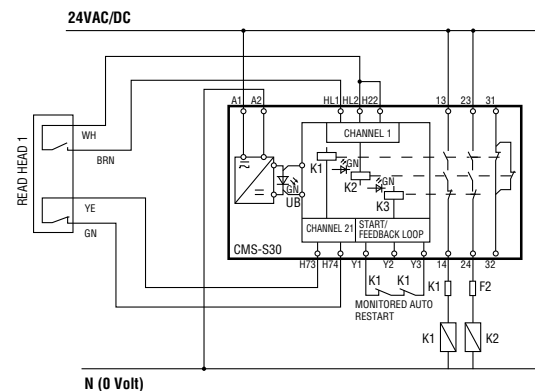 24VAC/DC
A1 A2 HL1 HL2 H22 13 23 31
READ HEAD 1
WH
BRN
YE
GN
CHANNEL 1
K1
GN
K2
GN
K3
GN
UB
CHANNEL 21
START/
FEEDBACK LOOP
CMS-S30
H73 H74 Y1 Y2 Y3 14 24 32
K1 K1
MONITORED AUTO
RESTART
K1 F2
K1 K2
N (0 Volt)